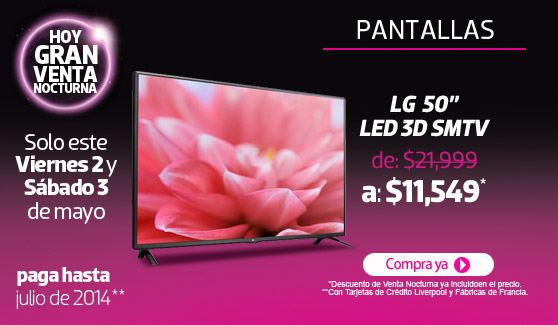 HOY
GRAN
VENTA
NOCTURNA
Solo este
Viernes 2 y
Sábado 3
de mayo
paga hasta
julio de 2014**
PANTALLAS
LG 50"
LED 3D SMTV
de: $21,999
a: $11,549*
Compra ya
*Descuento de Venta Nocturna ya incluidoen el precio.
**Con Tarjetas de Crédito Liverpool y Fábricas de Francia.